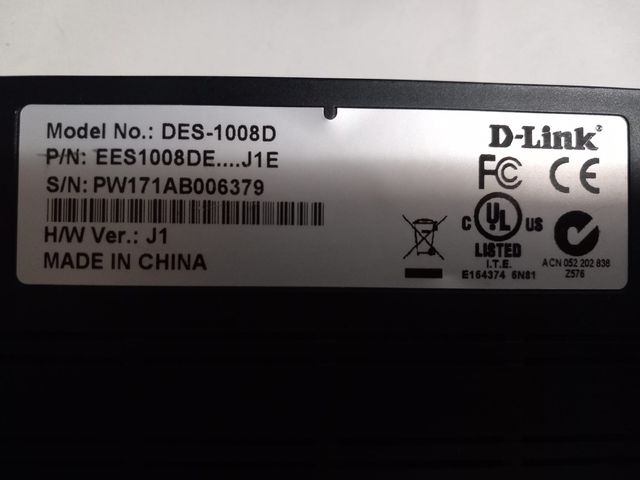 Model No.: DES-1008D
P/N: EES1008DE....J1E
S/N: PW171AB006379
H/W Ver.: J1
MADE IN CHINA
D-Link®
FC CE
C UL US
LISTED
I.T.E.
E164374 6N81
ACN 052 202 838
Z576